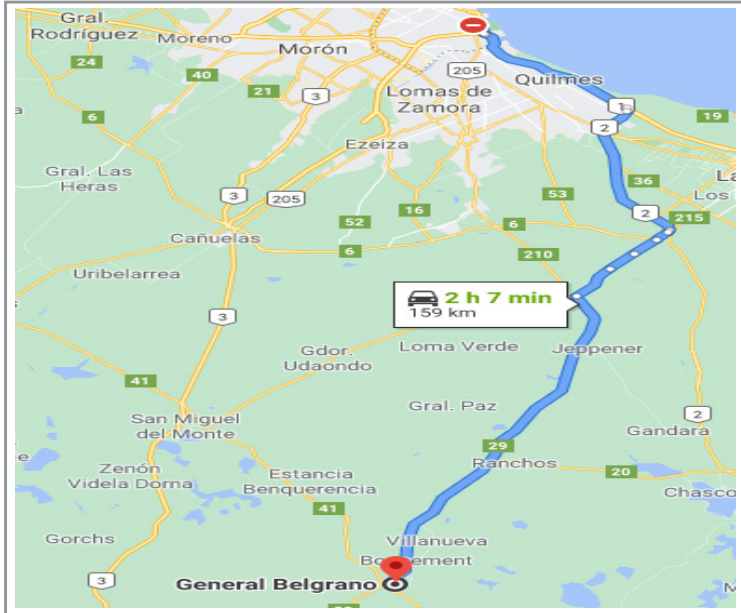 Gral.
Rodríguez
Moreno
Morón
24
40
21
3
205
Lomas de
Zamora
Quilmes
1
2
19
6
Ezeiza
Gral. Las
Heras
3
205
52
16
53
36
2
215
Cañuelas
6
6
210
Uribelarrea
2 h 7 min
159 km
3
Gdor.
Udaondo
Loma Verde
Jeppener
41
San Miguel
del Monte
Gral. Paz
2
Gandara
29
Ranchos
20
Zenón
Videla Dorna
Estancia
Benquerencia
Chasco
41
Gorchs
Villanueva
3
General Belgrano